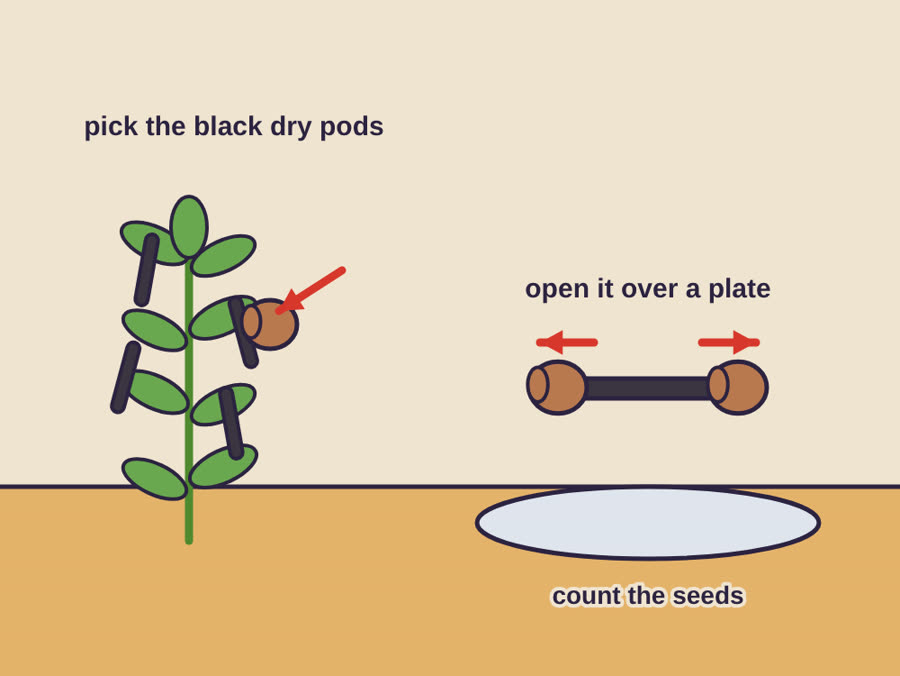 pick the black dry pods
open it over a plate
count the seeds